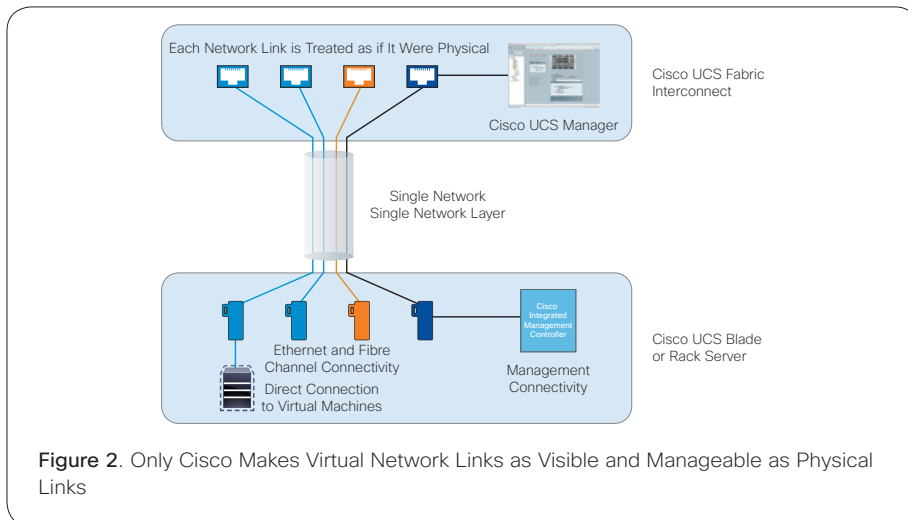 Each Network Link is Treated as if It Were Physical
Cisco UCS Manager
Cisco UCS Fabric
Interconnect
Single Network
Single Network Layer
Cisco
Integrated
Management
Controller
Ethernet and Fibre
Channel Connectivity
Direct Connection
to Virtual Machines
Management
Connectivity
Cisco UCS Blade
or Rack Server
Figure 2. Only Cisco Makes Virtual Network Links as Visible and Manageable as Physical
Links